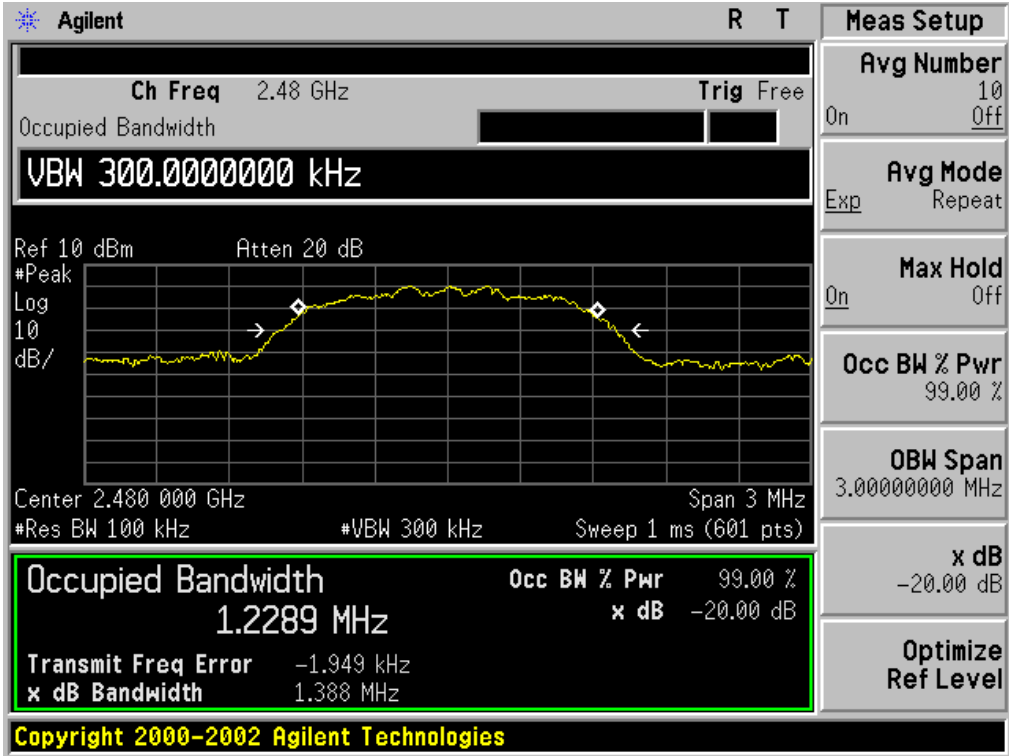 Agilent R T
Ch Freq 2.48 GHz Trig Free
Occupied Bandwidth
VBW 300.0000000 kHz
Ref 10 dBm Atten 20 dB
#Peak
Log
10
dB/
Center 2.480 000 GHz Span 3 MHz
#Res BW 100 kHz #VBW 300 kHz Sweep 1 ms (601 pts)
Occupied Bandwidth Occ BW % Pwr 99.00 %
1.2289 MHz x dB -20.00 dB
Transmit Freq Error -1.949 kHz
x dB Bandwidth 1.388 MHz
Copyright 2000-2002 Agilent Technologies
Meas Setup
Avg Number
10
On Off
Avg Mode
Exp Repeat
Max Hold
On Off
Occ BW % Pwr
99.00 %
OBW Span
3.00000000 MHz
x dB
-20.00 dB
Optimize
Ref Level